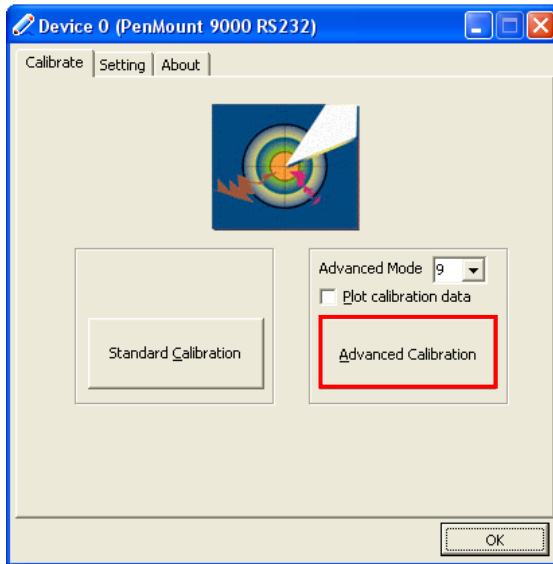 Device 0 (PenMount 9000 RS232)
Calibrate Setting About
Advanced Mode 9
Plot calibration data
Standard Calibration
Advanced Calibration
OK